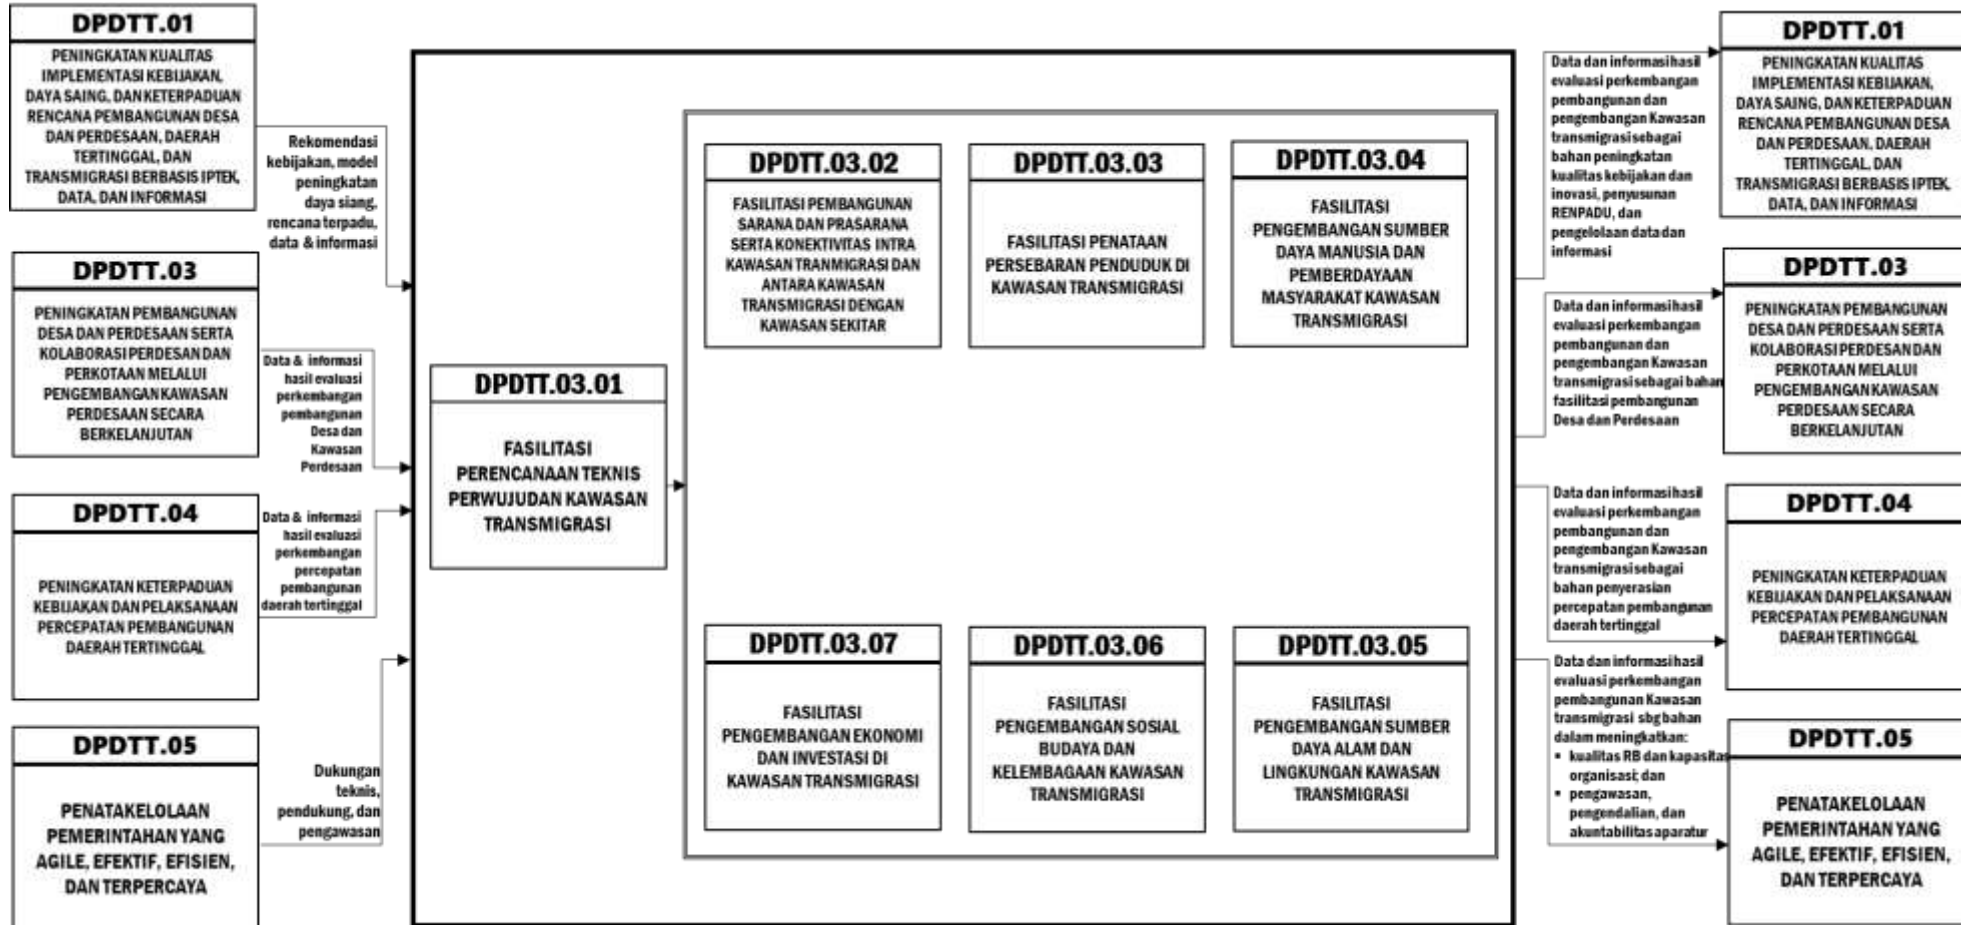 DPDTT.01
PENINGKATAN KUALITAS
IMPLEMENTASI KEBIJAKAN,
DAYA SAING, DAN KETERPADUAN
RENCANA PEMBANGUNAN DESA
DAN PERDESAAN, DAERAH
TERTINGGAL, DAN
TRANSMIGRASI BERBASIS IPTEK,
DATA, DAN INFORMASI
DPDTT.03
PENINGKATAN PEMBANGUNAN
DESA DAN PERDESAAN SERTA
KOLABORASI PERDESAN DAN
PERKOTAAN MELALUI
PENGEMBANGAN KAWASAN
PERDESAAN SECARA
BERKELANJUTAN
DPDTT.04
PENINGKATAN KETERPADUAN
KEBIJAKAN DAN PELAKSANAAN
PERCEPATAN PEMBANGUNAN
DAERAH TERTINGGAL
DPDTT.05
PENATAKELOLAAN
PEMERINTAHAN YANG
AGILE, EFEKTIF, EFISIEN,
DAN TERPERCAYA
Rekomendasi
kebijakan, model
peningkatan
daya siang,
rencana terpadu,
data & informasi
Data & informasi
hasil evaluasi
perkembangan
pembangunan
Desa dan
Kawasan
Perdesaan
Data & informasi
hasil evaluasi
perkembangan
percepatan
pembangunan
daerah tertinggal
Dukungan
teknis,
pendukung, dan
pengawasan
DPDTT.03.01
FASILITASI
PERENCANAAN TEKNIS
PERWUJUDAN KAWASAN
TRANSMIGRASI
DPDTT.03.02
FASILITASI PEMBANGUNAN
SARANA DAN PRASARANA
SERTA KONEKTIVITAS INTRA
KAWASAN TRANMIGRASI DAN
ANTARA KAWASAN
TRANSMIGRASI DENGAN
KAWASAN SEKITAR
DPDTT.03.03
FASILITASI PENATAAN
PERSEBARAN PENDUDUK DI
KAWASAN TRANSMIGRASI
DPDTT.03.04
FASILITASI
PENGEMBANGAN SUMBER
DAYA MANUSIA DAN
PEMBERDAYAAN
MASYARAKAT KAWASAN
TRANSMIGRASI
DPDTT.03.07
FASILITASI
PENGEMBANGAN EKONOMI
DAN INVESTASI DI
KAWASAN TRANSMIGRASI
DPDTT.03.06
FASILITASI
PENGEMBANGAN SOSIAL
BUDAYA DAN
KELEMBAGAAN KAWASAN
TRANSMIGRASI
DPDTT.03.05
FASILITASI
PENGEMBANGAN SUMBER
DAYA ALAM DAN
LINGKUNGAN KAWASAN
TRANSMIGRASI
Data dan informasi hasil
evaluasi perkembangan
pembangunan dan
pengembangan Kawasan
transmigrasi sebagai
bahan peningkatan
kualitas kebijakan dan
inovasi, penyusunan
RENPADU, dan
pengelolaan data dan
informasi
Data dan informasi hasil
evaluasi perkembangan
pembangunan dan
pengembangan Kawasan
transmigrasi sebagai bahan
fasilitasi pembangunan
Desa dan Perdesaan
Data dan informasi hasil
evaluasi perkembangan
pembangunan dan
pengembangan Kawasan
transmigrasi sebagai
bahan penyerasian
percepatan pembangunan
daerah tertinggal
Data dan informasi hasil
evaluasi perkembangan
pembangunan Kawasan
transmigrasi sbg bahan
dalam meningkatkan:
▪ kualitas RB dan kapasitas
organisasi; dan
▪ pengawasan,
pengendalian, dan
akuntabilitas aparatur
DPDTT.01
PENINGKATAN KUALITAS
IMPLEMENTASI KEBIJAKAN,
DAYA SAING, DAN KETERPADUAN
RENCANA PEMBANGUNAN DESA
DAN PERDESAAN, DAERAH
TERTINGGAL, DAN
TRANSMIGRASI BERBASIS IPTEK,
DATA, DAN INFORMASI
DPDTT.03
PENINGKATAN PEMBANGUNAN
DESA DAN PERDESAAN SERTA
KOLABORASI PERDESAN DAN
PERKOTAAN MELALUI
PENGEMBANGAN KAWASAN
PERDESAAN SECARA
BERKELANJUTAN
DPDTT.04
PENINGKATAN KETERPADUAN
KEBIJAKAN DAN PELAKSANAAN
PERCEPATAN PEMBANGUNAN
DAERAH TERTINGGAL
DPDTT.05
PENATAKELOLAAN
PEMERINTAHAN YANG
AGILE, EFEKTIF, EFISIEN,
DAN TERPERCAYA